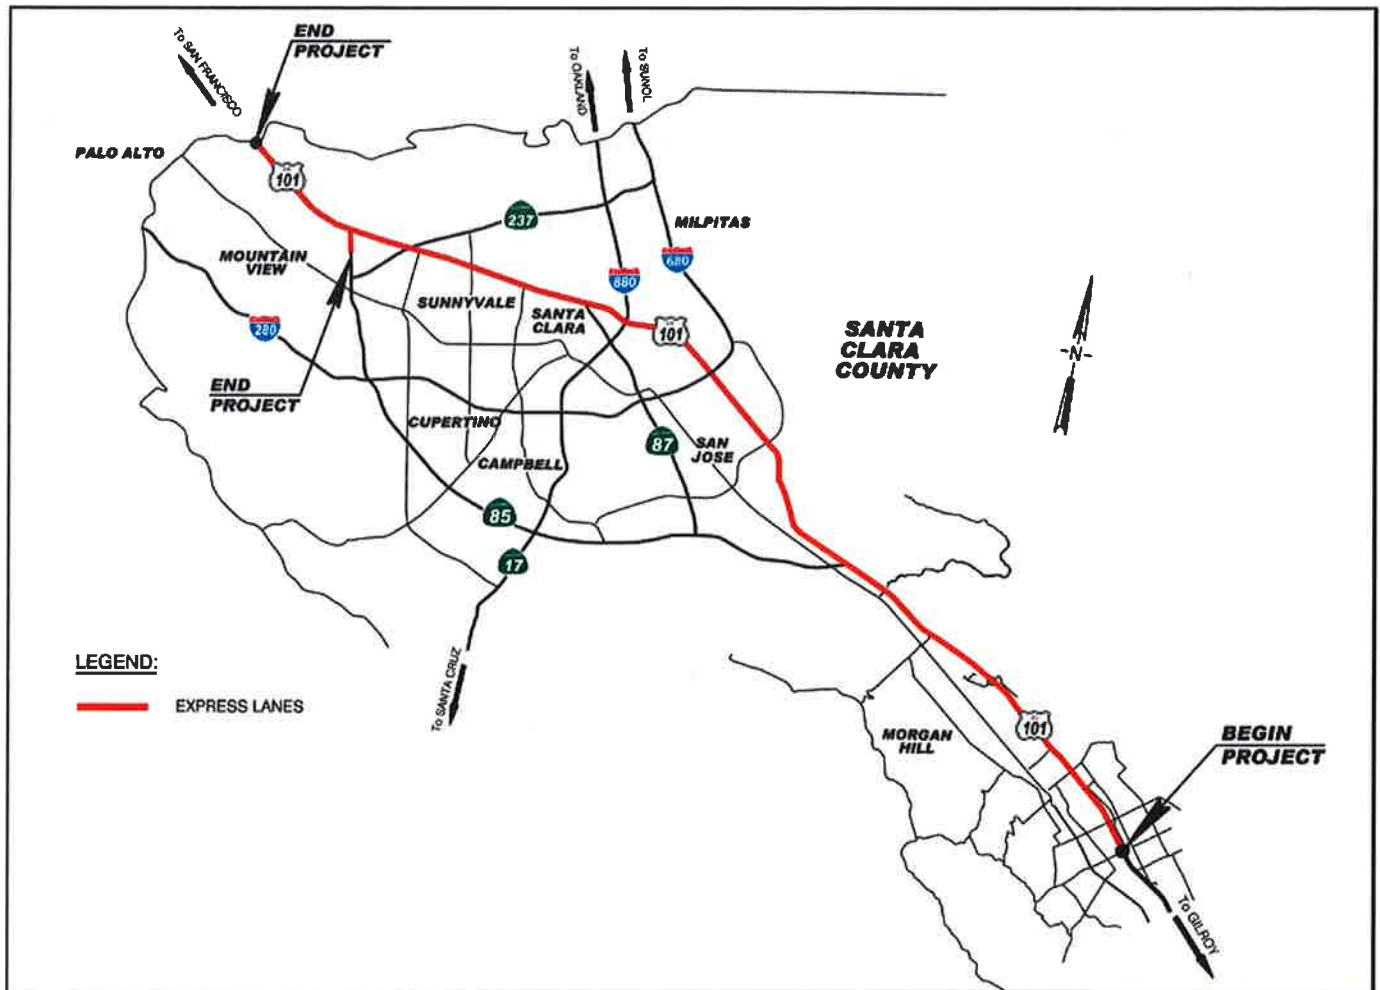 END
PROJECT
To SAN FRANCISCO
To OAKLAND
To SUNOL
PALO ALTO
101
237
MILPITAS
MOUNTAIN
VIEW
680
880
SUNNYVALE
SANTA
CLARA
101
280
SANTA
CLARA
COUNTY
-N-
END
PROJECT
CUPERTINO
87
SAN
JOSE
CAMPBELL
85
17
LEGEND:
EXPRESS LANES
To SANTA CRUZ
101
MORGAN
HILL
BEGIN
PROJECT
To GILROY